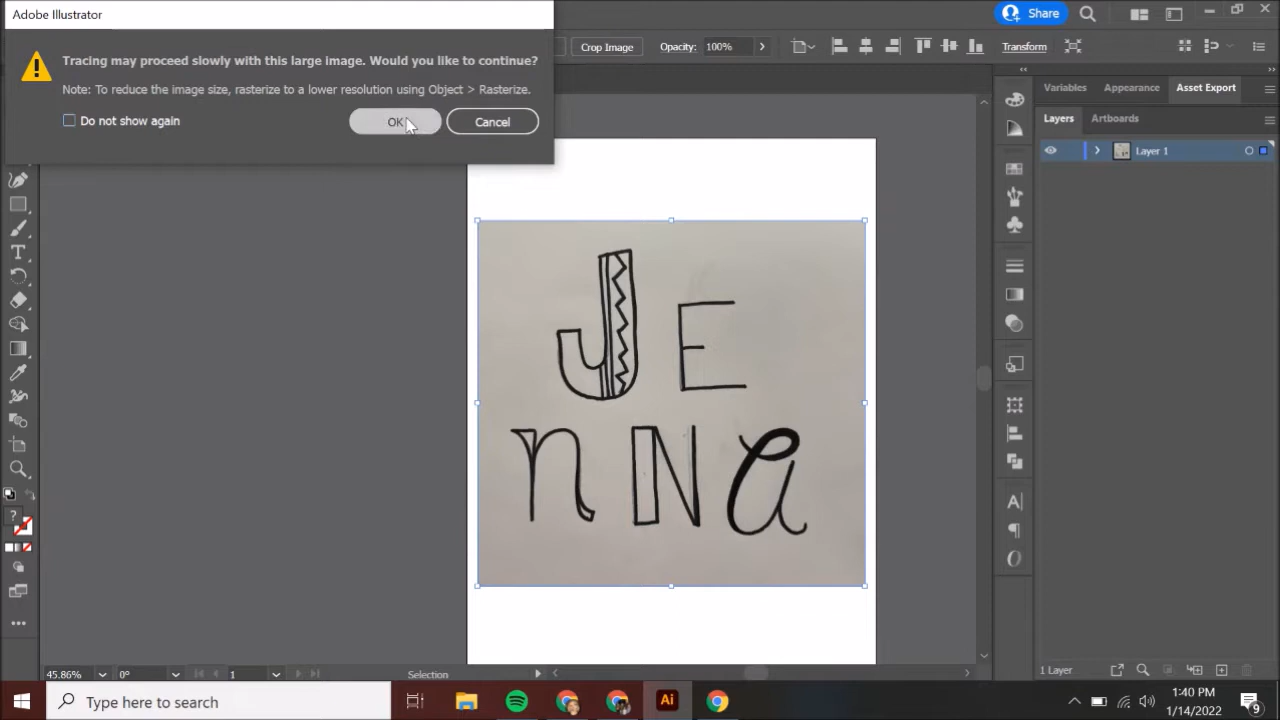 Adobe Illustrator
Tracing may proceed slowly with this large image. Would you like to continue?
Note: To reduce the image size, rasterize to a lower resolution using Object > Rasterize.
Do not show again
OK
Cancel
Share
Crop Image
Opacity:
100%
Transform
Variables
Appearance
Asset Export
Layers
Artboards
Layer 1
JE
nNa
45.86%
0°
1
Selection
1 Layer
Type here to search
Ai
1:40 PM
1/14/2022
9